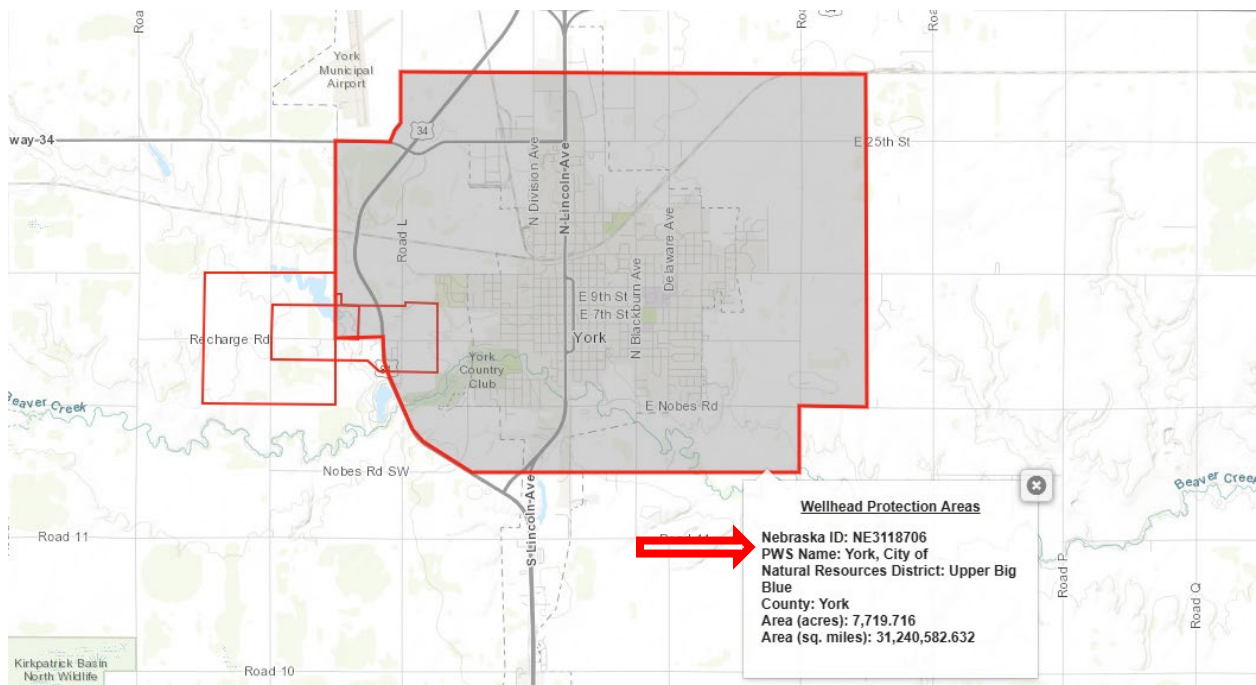 Road
York
Municipal
Airport
34
way-34
E 25th St
N Division Ave
N-Lincoln-Ave
Road L
Delaware Ave
N Blackburn Ave
E 9th St
E 7th St
Recharge Rd
York
York
Country
Club
E Nobes Rd
Beaver Creek
Nobes Rd SW
S-Lincoln-Ave
Road 11
Beaver Creek
Road P
Road Q
Wellhead Protection Areas
Nebraska ID: NE3118706
PWS Name: York, City of
Natural Resources District: Upper Big
Blue
County: York
Area (acres): 7,719.716
Area (sq. miles): 31,240,582.632
Road 10
Kirkpatrick Basin
North Wildlife